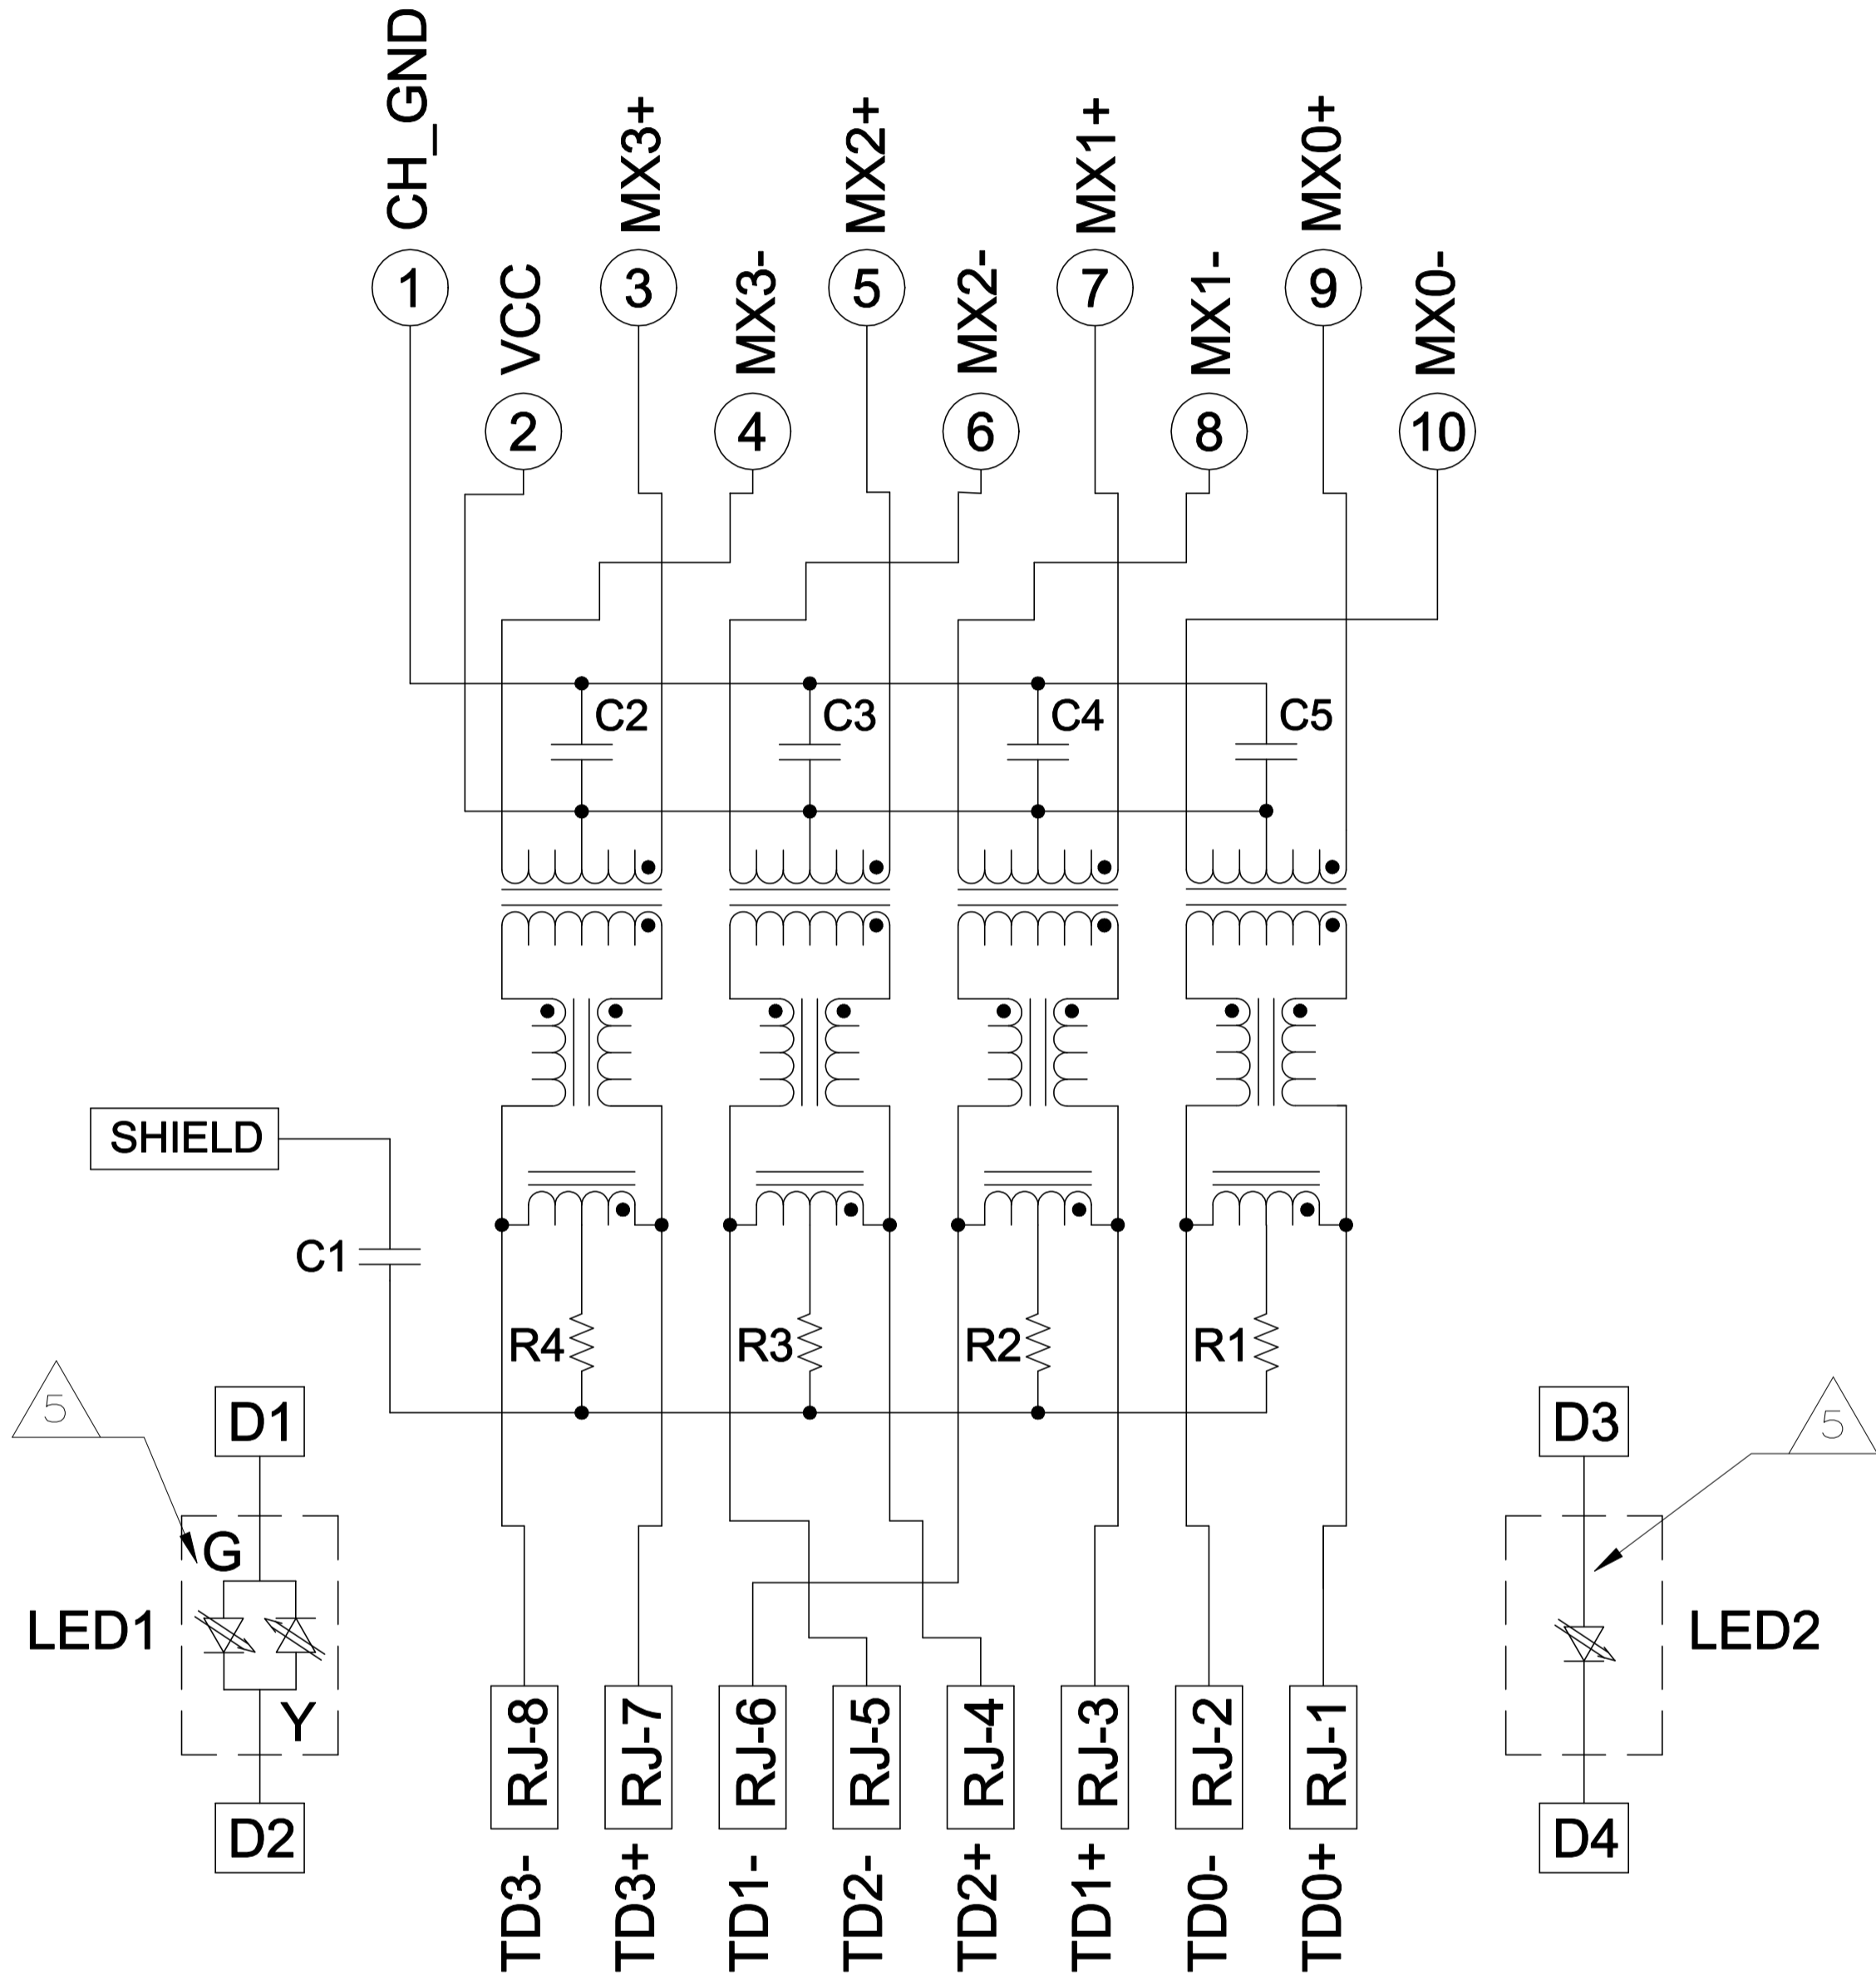 CH_GND
MX3+
MX2+
MX1+
MX0+
1
VCC
3
MX3-
5
MX2-
7
MX1-
9
MX0-
2
4
6
8
10
C2
C3
C4
C5
SHIELD
C1
R4
R3
R2
R1
5
D1
D3
5
G
LED1
LED2
Y
RJ-8
RJ-7
RJ-6
RJ-5
RJ-4
RJ-3
RJ-2
RJ-1
D2
D4
TD3-
TD3+
TD1-
TD2-
TD2+
TD1+
TD0-
TD0+